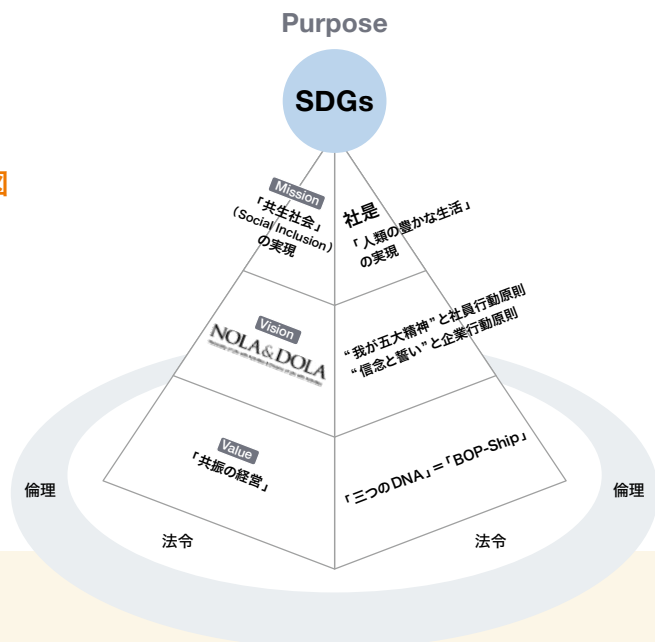 Purpose
SDGs
図
Mission
「共生社会」
（Social Inclusion）
の実現
社是
「人類の豊かな生活」
の実現
Vision
NOLA&DOLA
“我が五大精神”と社員行動原則
“信念と誓い”と企業行動原則
Value
「共振の経営」
「三つのDNA」＝「BOP-Ship」
倫理
倫理
法令
法令